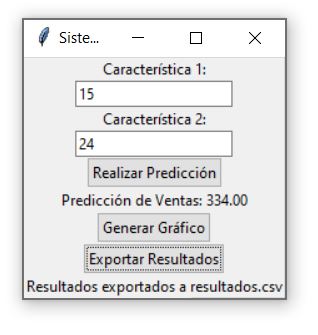 Siste...
Característica 1:
15
Característica 2:
24
Realizar Predicción
Predicción de Ventas: 334.00
Generar Gráfico
Exportar Resultados
Resultados exportados a resultados.csv